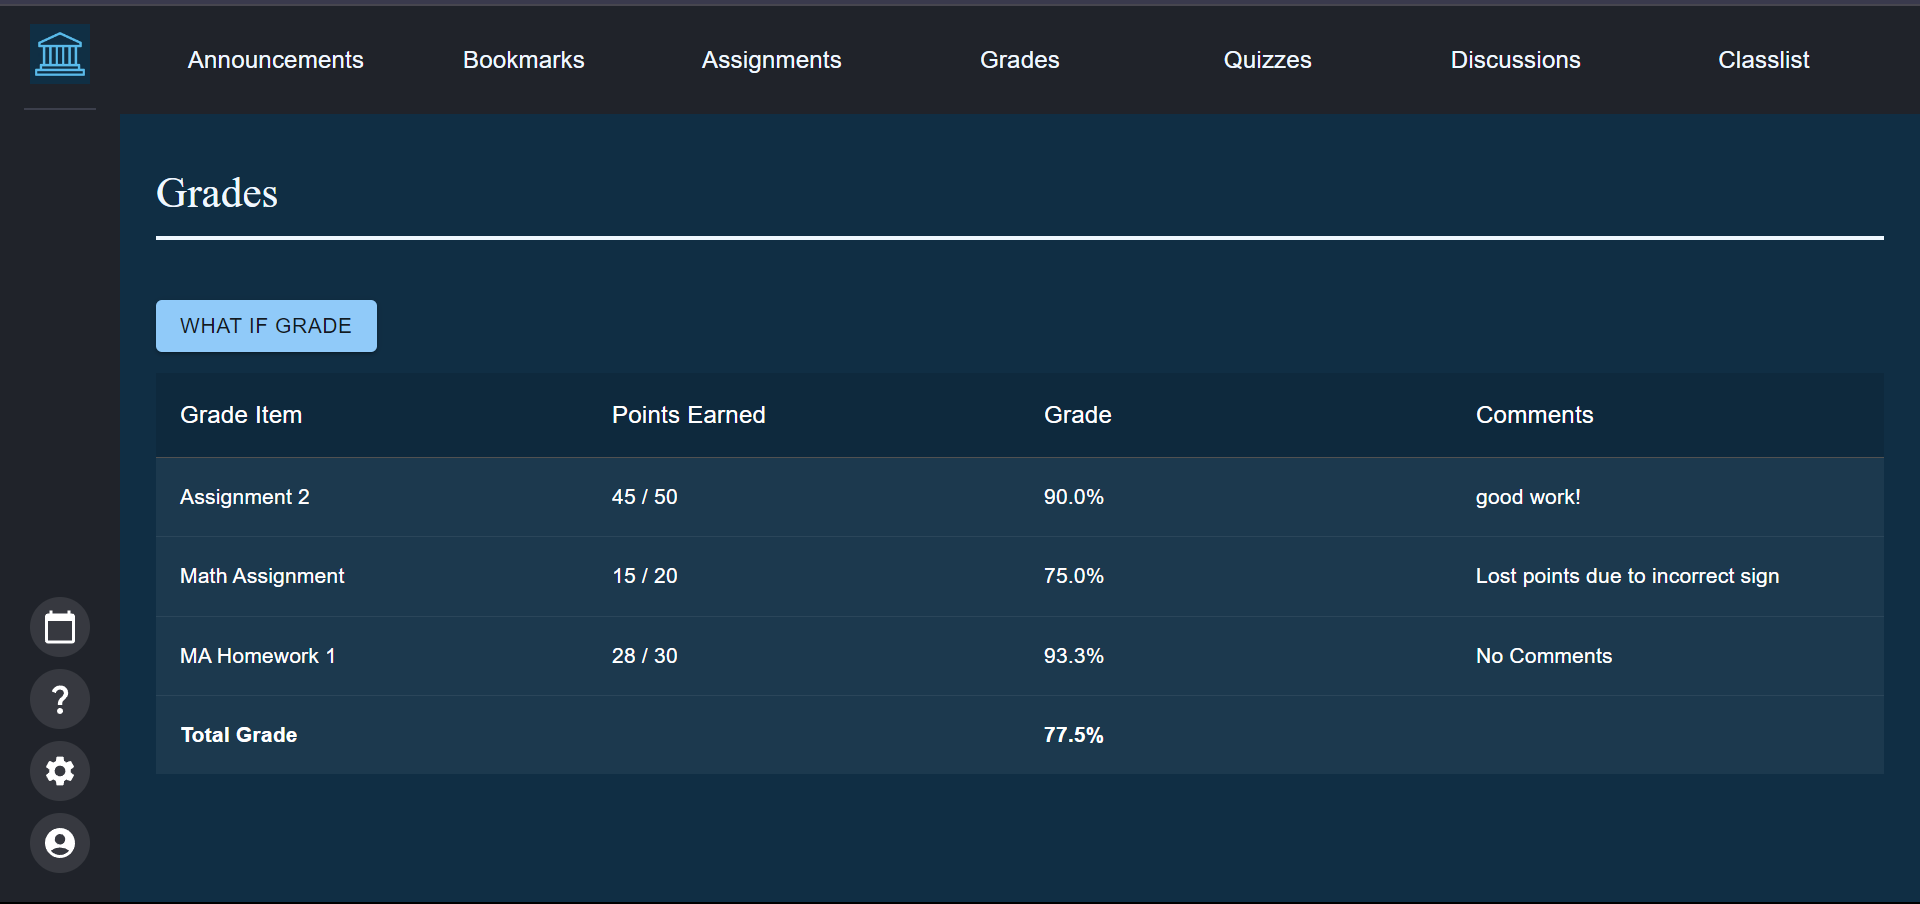 Announcements Bookmarks Assignments Grades Quizzes Discussions Classlist
Grades
WHAT IF GRADE
Grade Item Points Earned Grade Comments
Assignment 2 45 / 50 90.0% good work!
Math Assignment 15 / 20 75.0% Lost points due to incorrect sign
MA Homework 1 28 / 30 93.3% No Comments
Total Grade 77.5%